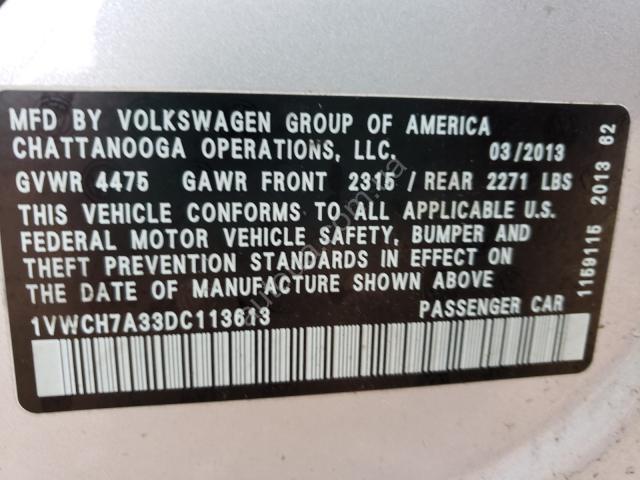 MFD BY VOLKSWAGEN GROUP OF AMERICA
CHATTANOOGA OPERATIONS, LLC. 03/2013
GVWR 4475 GAWR FRONT 2315 / REAR 2271 LBS
THIS VEHICLE CONFORMS TO ALL APPLICABLE U.S.
FEDERAL MOTOR VEHICLE SAFETY, BUMPER AND
THEFT PREVENTION STANDARDS IN EFFECT ON
THE DATE OF MANUFACTURE SHOWN ABOVE
1VWCH7A33DC113613 PASSENGER CAR
1159115 2013 62